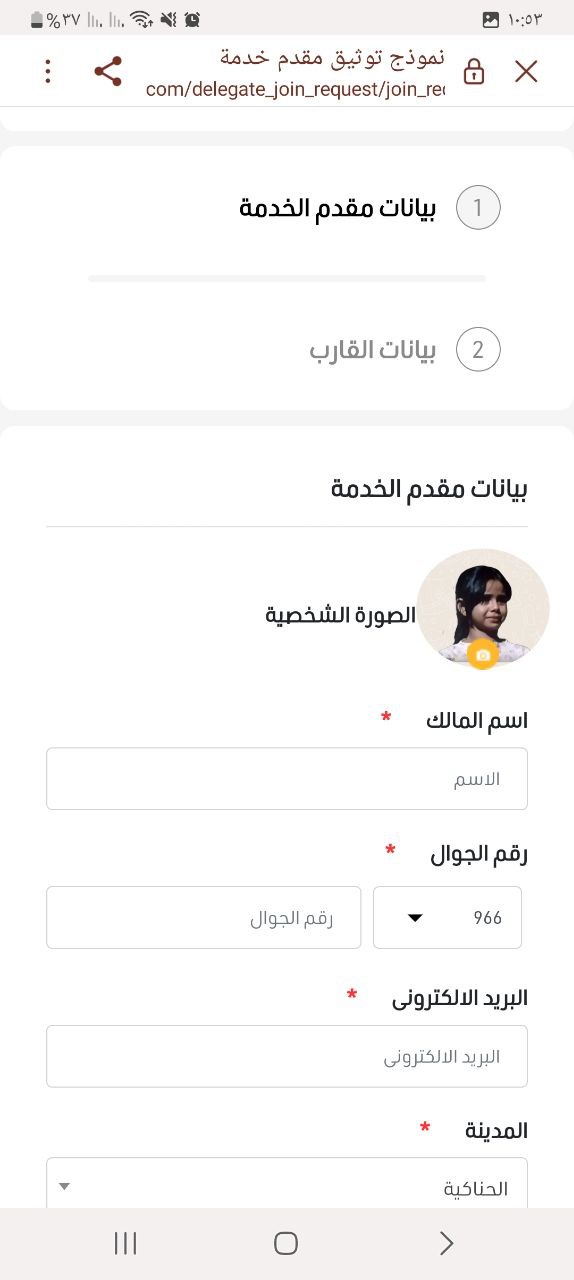 ١٠:٥٣
%٣٧
نموذج توثيق مقدم خدمة
com/delegate_join_request/join_rec
1
بيانات مقدم الخدمة
2
بيانات القارب
بيانات مقدم الخدمة
الصورة الشخصية
اسم المالك *
الاسم
رقم الجوال *
966
رقم الجوال
البريد الالكترونى *
البريد الالكترونى
المدينة *
الحناكية